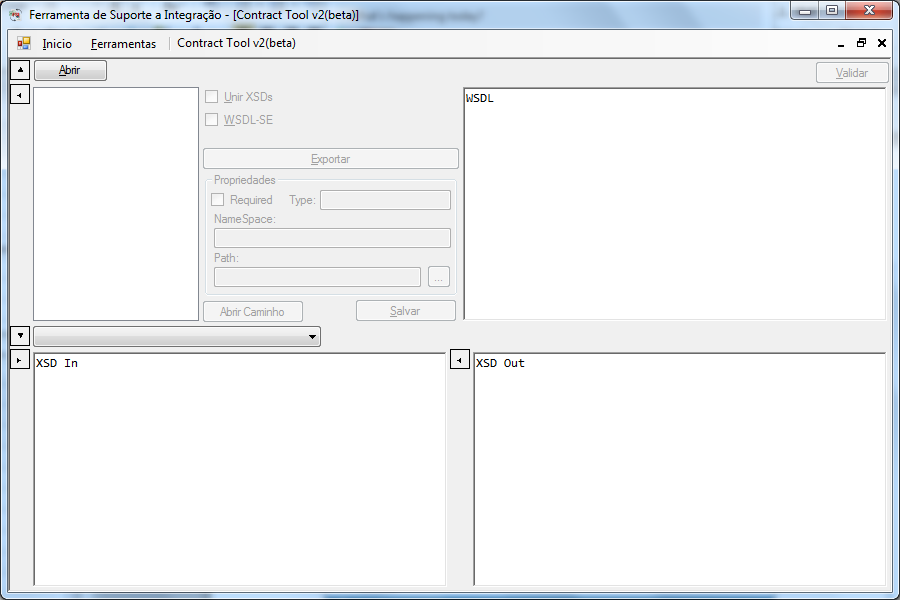 Ferramenta de Suporte a Integração - [Contract Tool v2(beta)]
Inicio Ferramentas Contract Tool v2(beta)
Abrir
Validar
Unir XSDs
WSDL-SE
Exportar
Propriedades
Required Type:
NameSpace:
Path:
...
Abrir Caminho Salvar
WSDL
XSD In
XSD Out